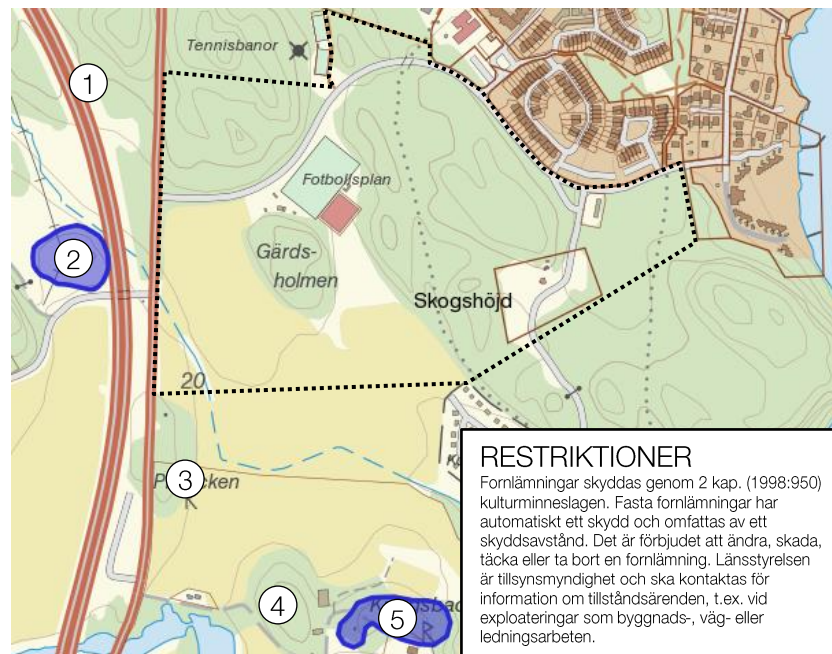 Tennisbanor
1
Fotbollsplan
2
Gärds-
holmen
Skogshöjd
20
3
R
4
5
R
RESTRIKTIONER
Fornlämningar skyddas genom 2 kap. (1998:950)
kulturminneslagen. Fasta fornlämningar har
automatiskt ett skydd och omfattas av ett
skyddsavstånd. Det är förbjudet att ändra, skada,
täcka eller ta bort en fornlämning. Länsstyrelsen
är tillsynsmyndighet och ska kontaktas för
information om tillståndsärenden, t.ex. vid
exploateringar som byggnads-, väg- eller
ledningsarbeten.